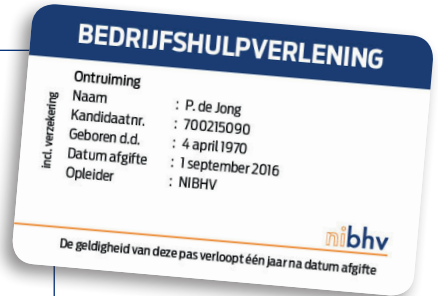 BEDRIJFSHULPVERLENING
Ontruiming
Naam : P. de Jong
Kandidaatnr. : 700215090
Geboren d.d. : 4 april 1970
Datum afgifte : 1 september 2016
Opleider : NIBHV
incl. verzekering
nibhv
De geldigheid van deze pas verloopt één jaar na datum afgifte